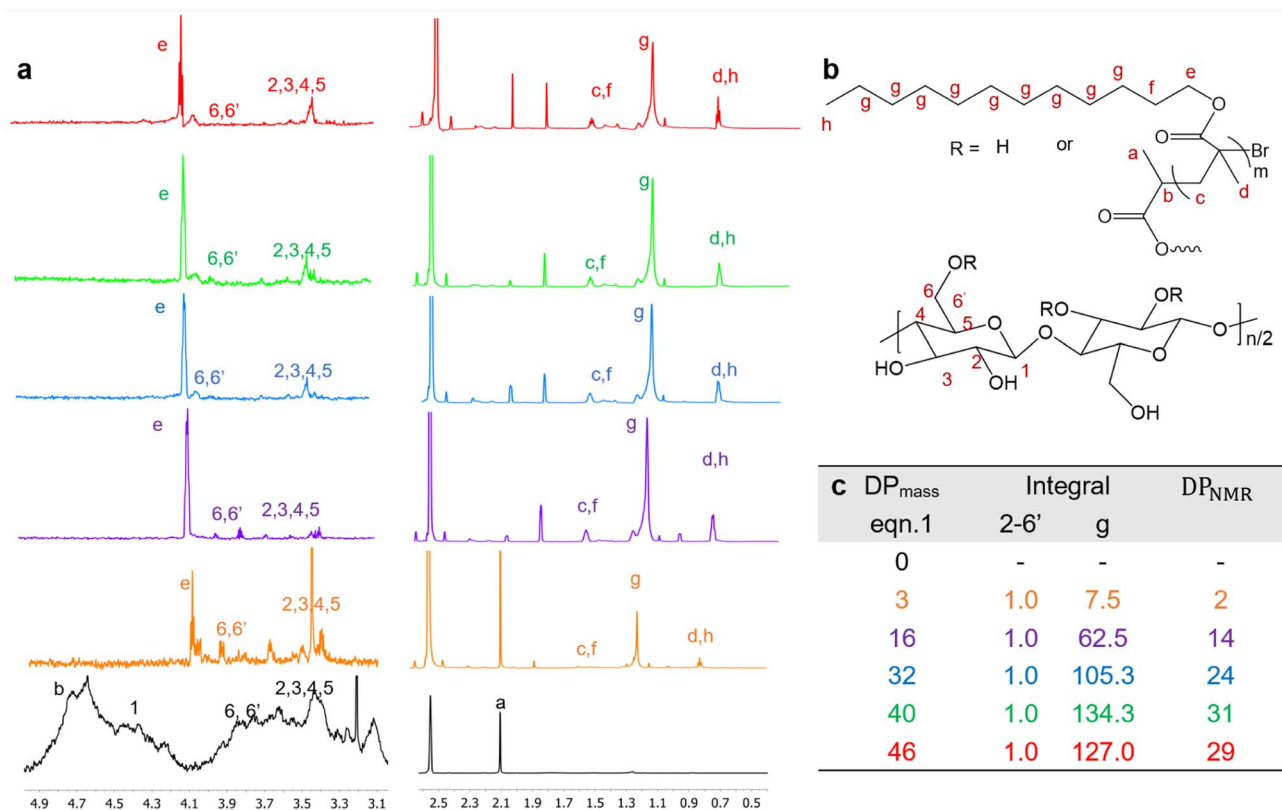 a
e
6,6’
2,3,4,5
c,f
g
d,h
e
6,6’
2,3,4,5
c,f
g
d,h
e
6,6’
2,3,4,5
c,f
g
d,h
e
6,6’
2,3,4,5
c,f
g
d,h
e
6,6’
2,3,4,5
c,f
g
d,h
b
1
6, 6’
2,3,4,5
a
4.9 4.7 4.5 4.3 4.1 3.9 3.7 3.5 3.3 3.1
2.5 2.3 2.1 1.9 1.7 1.5 1.3 1.1 0.9 0.7 0.5
b
h g g g g g g g g g f e
O
O
R = H or
Br
m
a
b
c
d
O
O
OR
6
6’
4
5
O
RO
OR
O
O
O
n/2
HO
3
2
OH
1
OH
c DPmass Integral DPNMR
eqn.1 2-6’ g
0 - - -
3 1.0 7.5 2
16 1.0 62.5 14
32 1.0 105.3 24
40 1.0 134.3 31
46 1.0 127.0 29